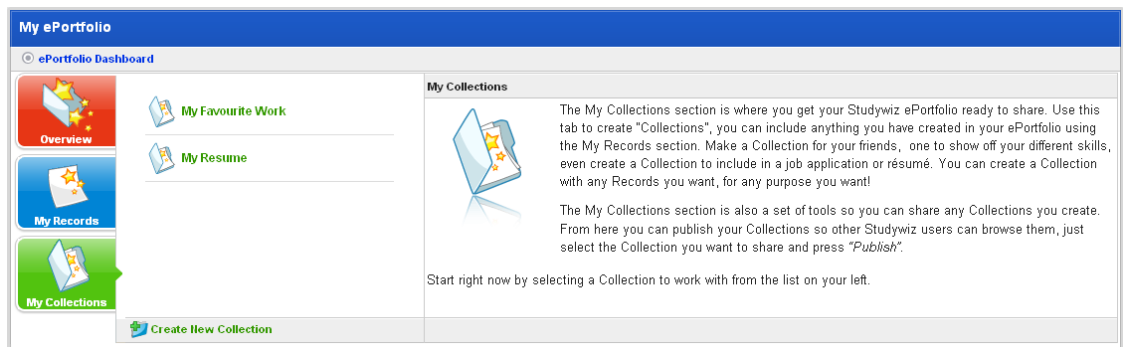 My ePortfolio
ePortfolio Dashboard
Overview
My Records
My Collections
My Favourite Work
My Resume
Create New Collection
My Collections
The My Collections section is where you get your Studywiz ePortfolio ready to share. Use this
tab to create "Collections", you can include anything you have created in your ePortfolio using
the My Records section. Make a Collection for your friends, one to show off your different skills,
even create a Collection to include in a job application or résumé. You can create a Collection
with any Records you want, for any purpose you want!
The My Collections section is also a set of tools so you can share any Collections you create.
From here you can publish your Collections so other Studywiz users can browse them, just
select the Collection you want to share and press "Publish".
Start right now by selecting a Collection to work with from the list on your left.